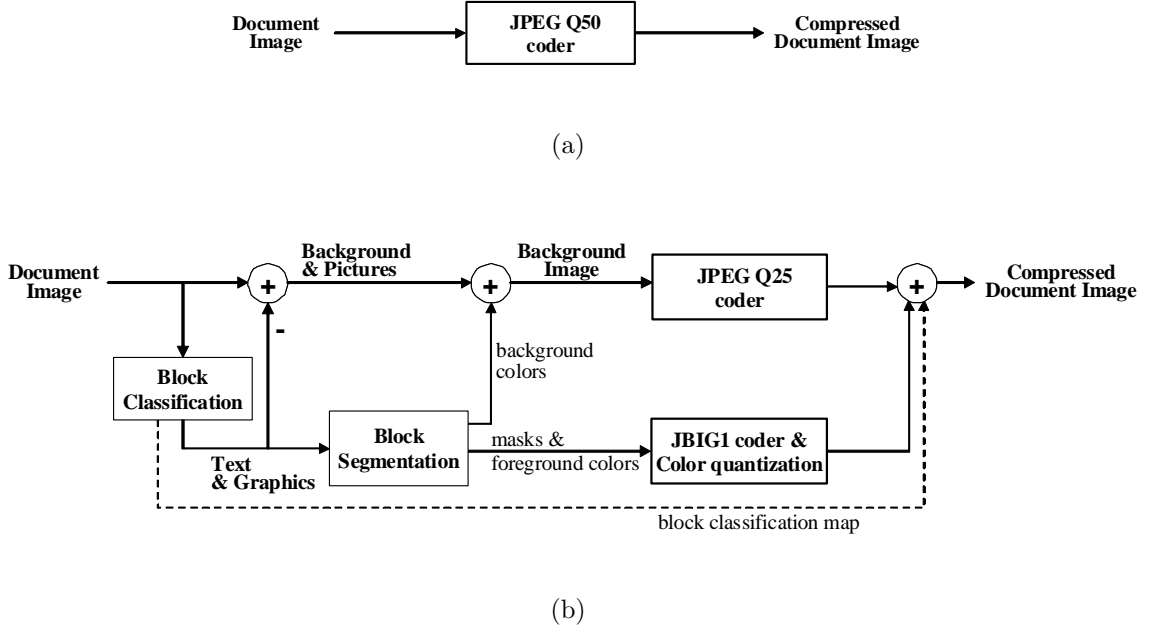 Document
Image
JPEG Q50
coder
Compressed
Document Image
(a)
Document
Image
+
-
Background
& Pictures
+
Background
Image
JPEG Q25
coder
+
Compressed
Document Image
Block
Classification
Text
& Graphics
Block
Segmentation
background
colors
masks &
foreground colors
JBIG1 coder &
Color quantization
block classification map
(b)